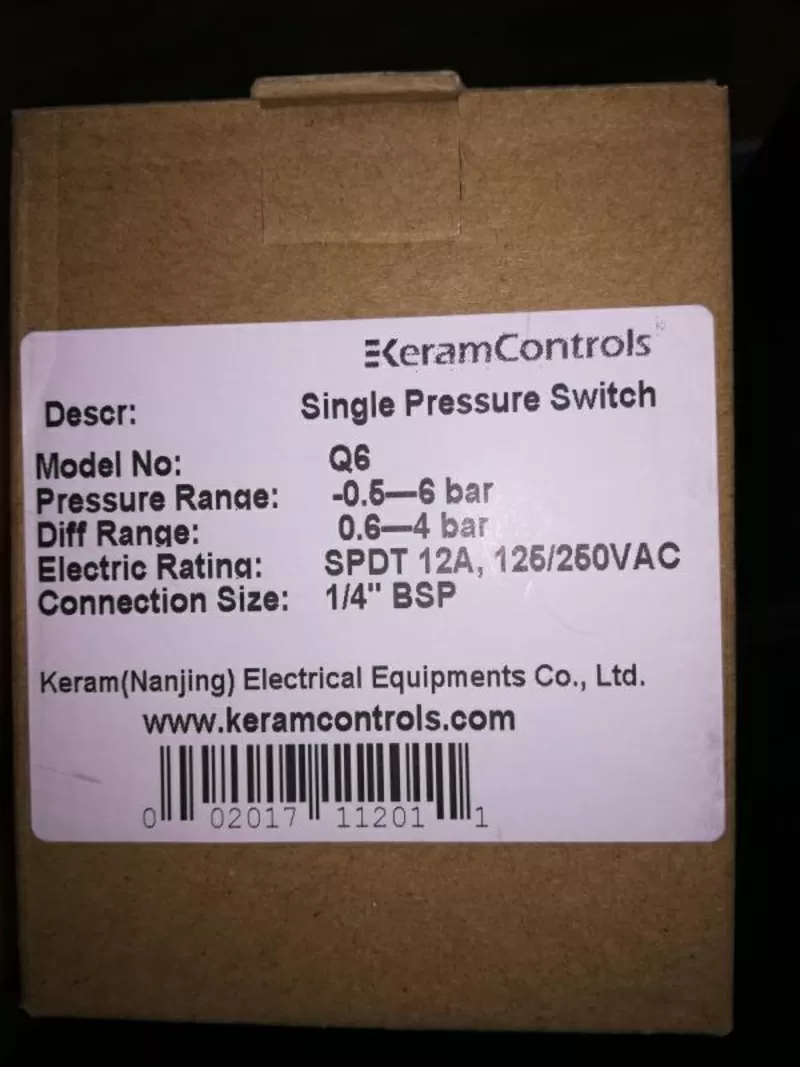 KeramControls®
Descr: Single Pressure Switch
Model No: Q6
Pressure Range: -0.5—6 bar
Diff Range: 0.6—4 bar
Electric Rating: SPDT 12A, 125/250VAC
Connection Size: 1/4" BSP
Keram(Nanjing) Electrical Equipments Co., Ltd.
www.keramcontrols.com
0 02017 11201 1